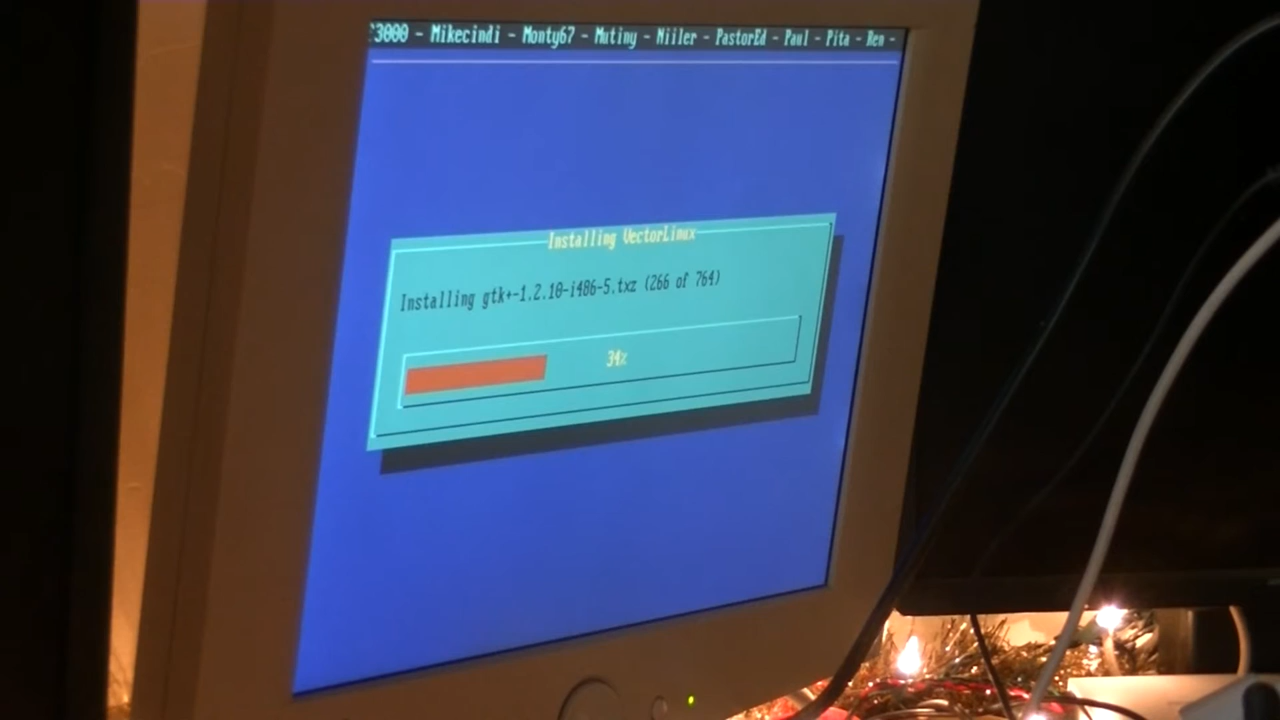 3000 - Mikecindi - Monty67 - Mutiny - Niiler - PastorEd - Paul - Pita - Ren -
Installing VectorLinux
Installing gtk+-1.2.10-i486-5.txz (266 of 764)
34%